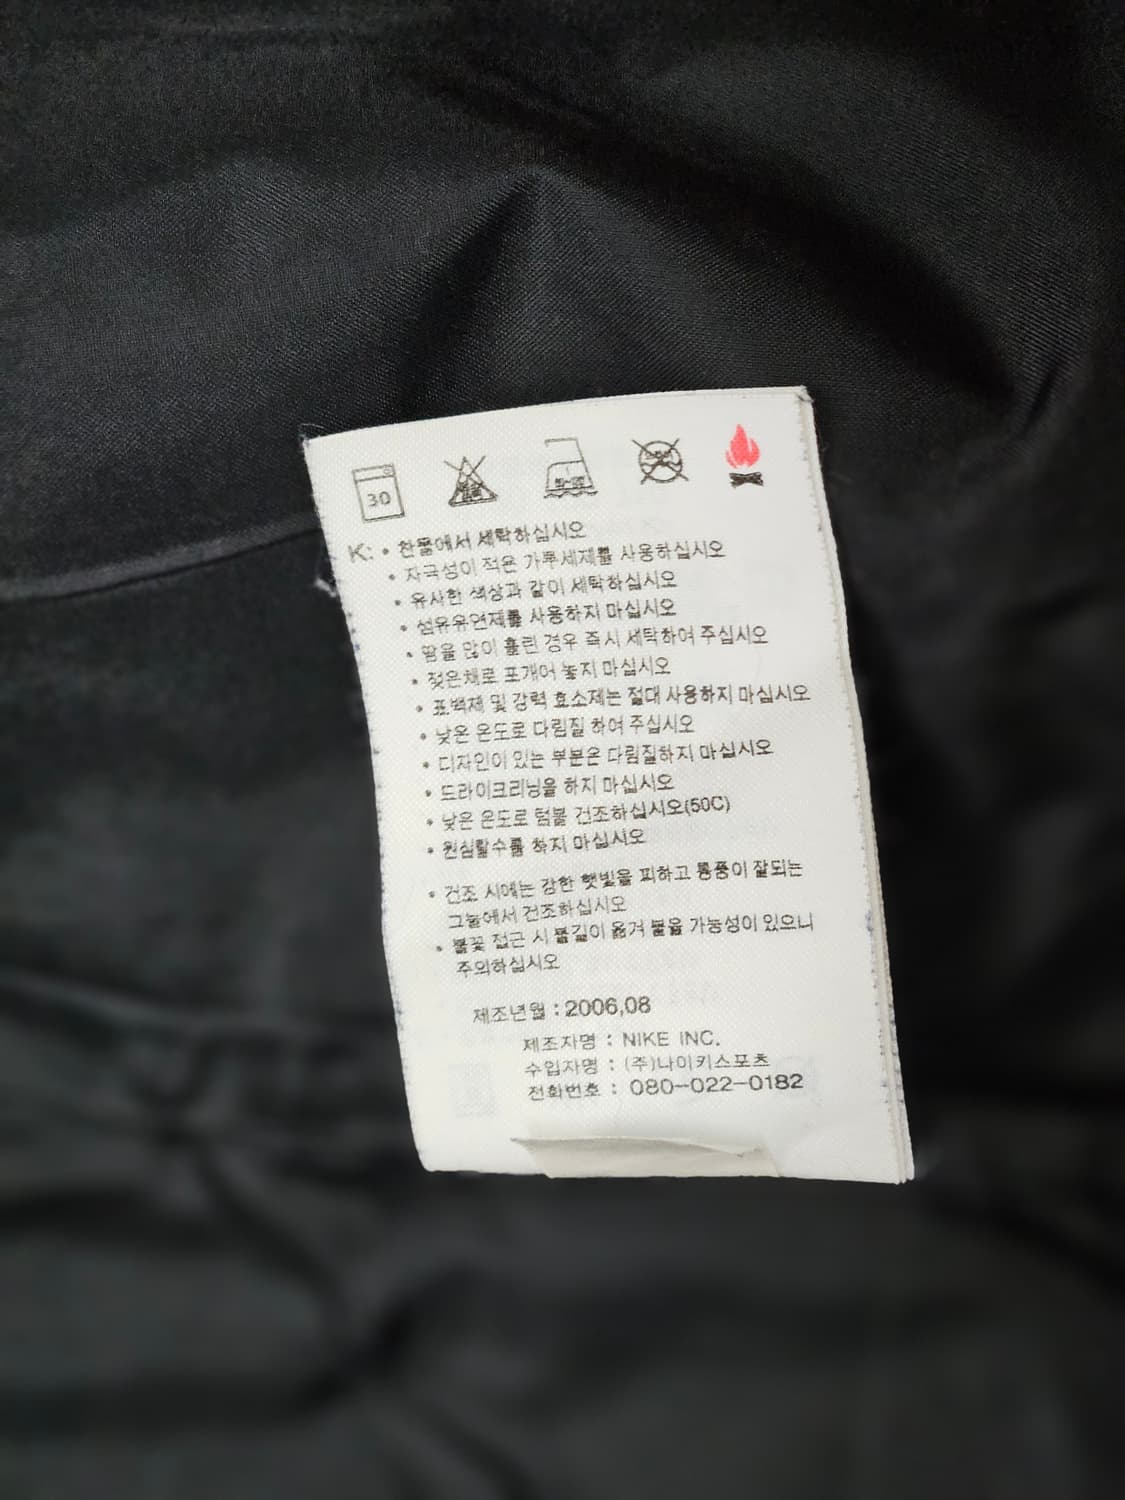 30
K: • 찬물에서 세탁하십시오
• 자극성이 적은 가루세제를 사용하십시오
• 유사한 색상과 같이 세탁하십시오
• 섬유유연제를 사용하지 마십시오
• 땀을 많이 흘린 경우 즉시 세탁하여 주십시오
• 젖은채로 포개어 놓지 마십시오
• 표백제 및 강력 효소제는 절대 사용하지 마십시오
• 낮은 온도로 다림질 하여 주십시오
• 디자인이 있는 부분은 다림질하지 마십시오
• 드라이크리닝을 하지 마십시오
• 낮은 온도로 텀블 건조하십시오(50C)
• 원심탈수를 하지 마십시오
• 건조 시에는 강한 햇빛을 피하고 통풍이 잘되는
그늘에서 건조하십시오
• 불꽃 접근 시 불길이 옮겨 붙을 가능성이 있으니
주의하십시오
제조년월 : 2006,08
제조자명 : NIKE INC.
수입자명 : (주)나이키스포츠
전화번호 : 080-022-0182